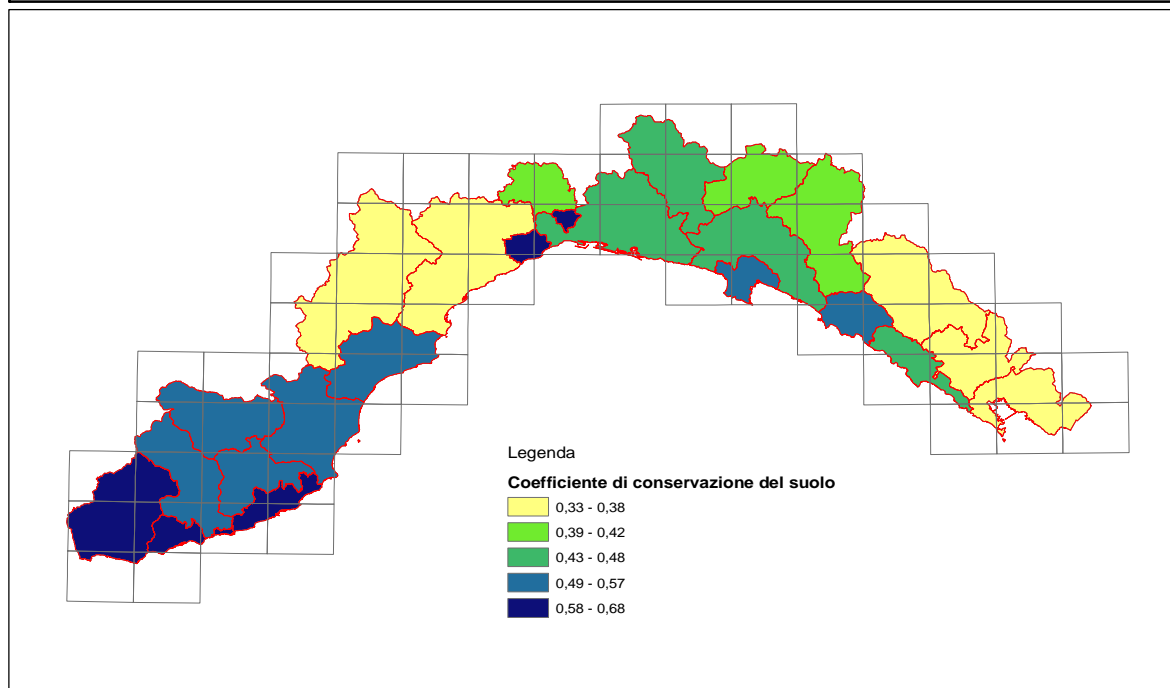 Legenda
Coefficiente di conservazione del suolo
0,33 - 0,38
0,39 - 0,42
0,43 - 0,48
0,49 - 0,57
0,58 - 0,68